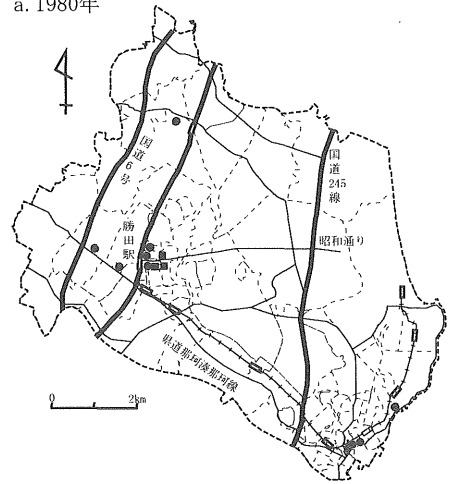 a. 1980年
国道6号
国道245線
勝田駅
昭和通り
県道那珂湊那珂線
0 2km